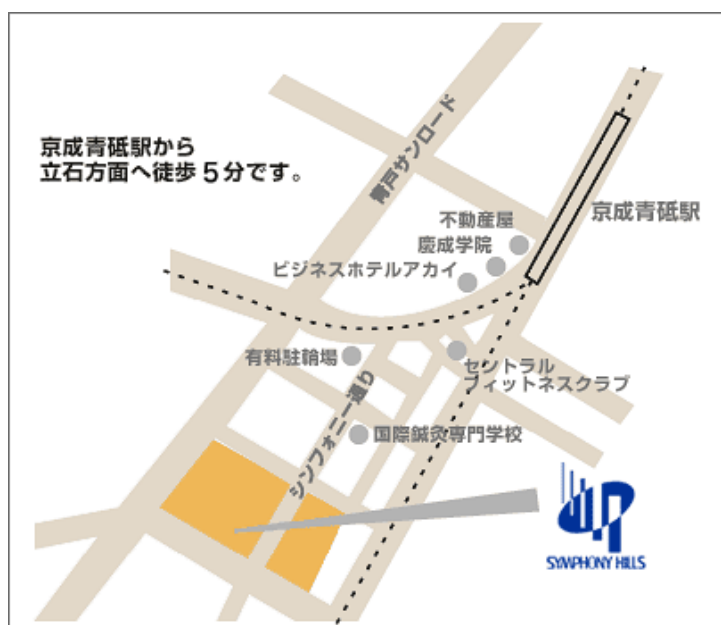 京成青砥駅から
立石方面へ徒歩5分です。
青戸サンロード
不動産屋
慶成学院
ビジネスホテルアカイ
京成青砥駅
有料駐輪場
セントラル
フィットネスクラブ
シンフォニー通り
国際鍼灸専門学校
SYMPHONY HILLS